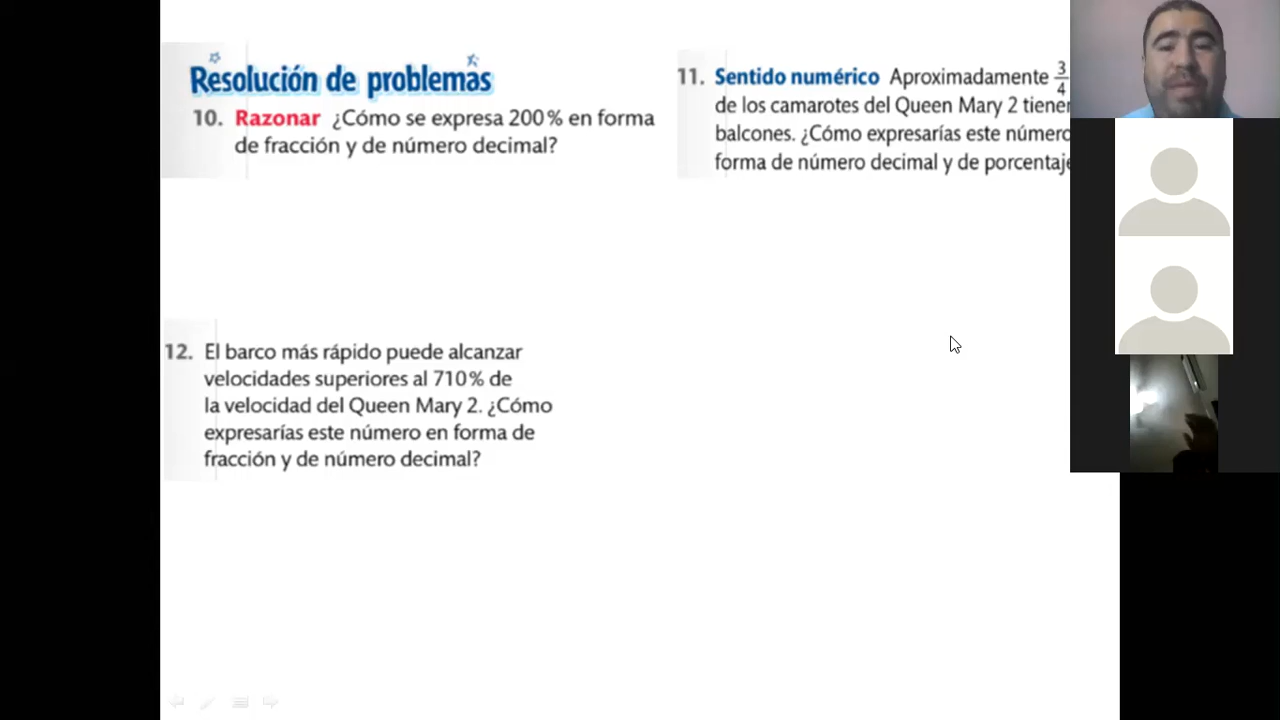 Resolución de problemas
10. Razonar ¿Cómo se expresa 200% en forma
de fracción y de número decimal?
11. Sentido numérico Aproximadamente 3/4
de los camarotes del Queen Mary 2 tienen
balcones. ¿Cómo expresarías este número
forma de número decimal y de porcentaje
12. El barco más rápido puede alcanzar
velocidades superiores al 710% de
la velocidad del Queen Mary 2. ¿Cómo
expresarías este número en forma de
fracción y de número decimal?